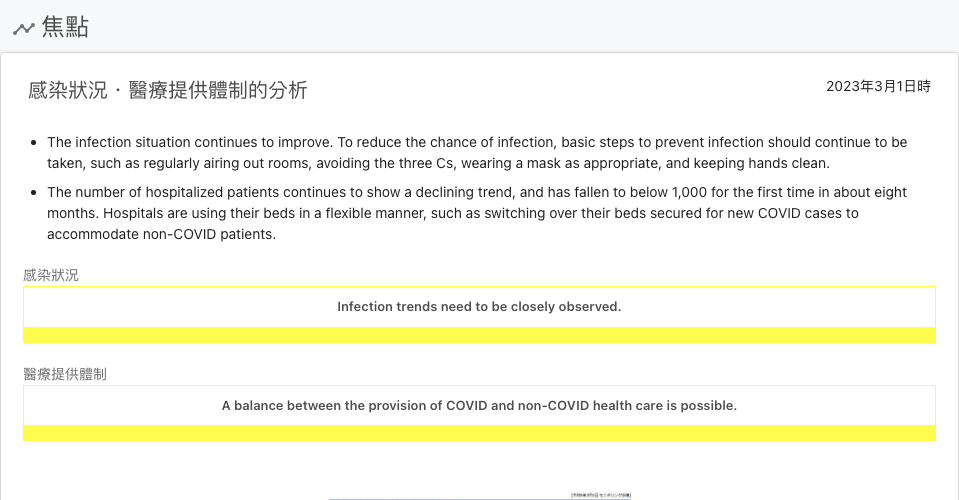 焦點
感染狀況・醫療提供體制的分析
2023年3月1日時
The infection situation continues to improve. To reduce the chance of infection, basic steps to prevent infection should continue to be
taken, such as regularly airing out rooms, avoiding the three Cs, wearing a mask as appropriate, and keeping hands clean.
The number of hospitalized patients continues to show a declining trend, and has fallen to below 1,000 for the first time in about eight
months. Hospitals are using their beds in a flexible manner, such as switching over their beds secured for new COVID cases to
accommodate non-COVID patients.
感染狀況
Infection trends need to be closely observed.
醫療提供體制
A balance between the provision of COVID and non-COVID health care is possible.